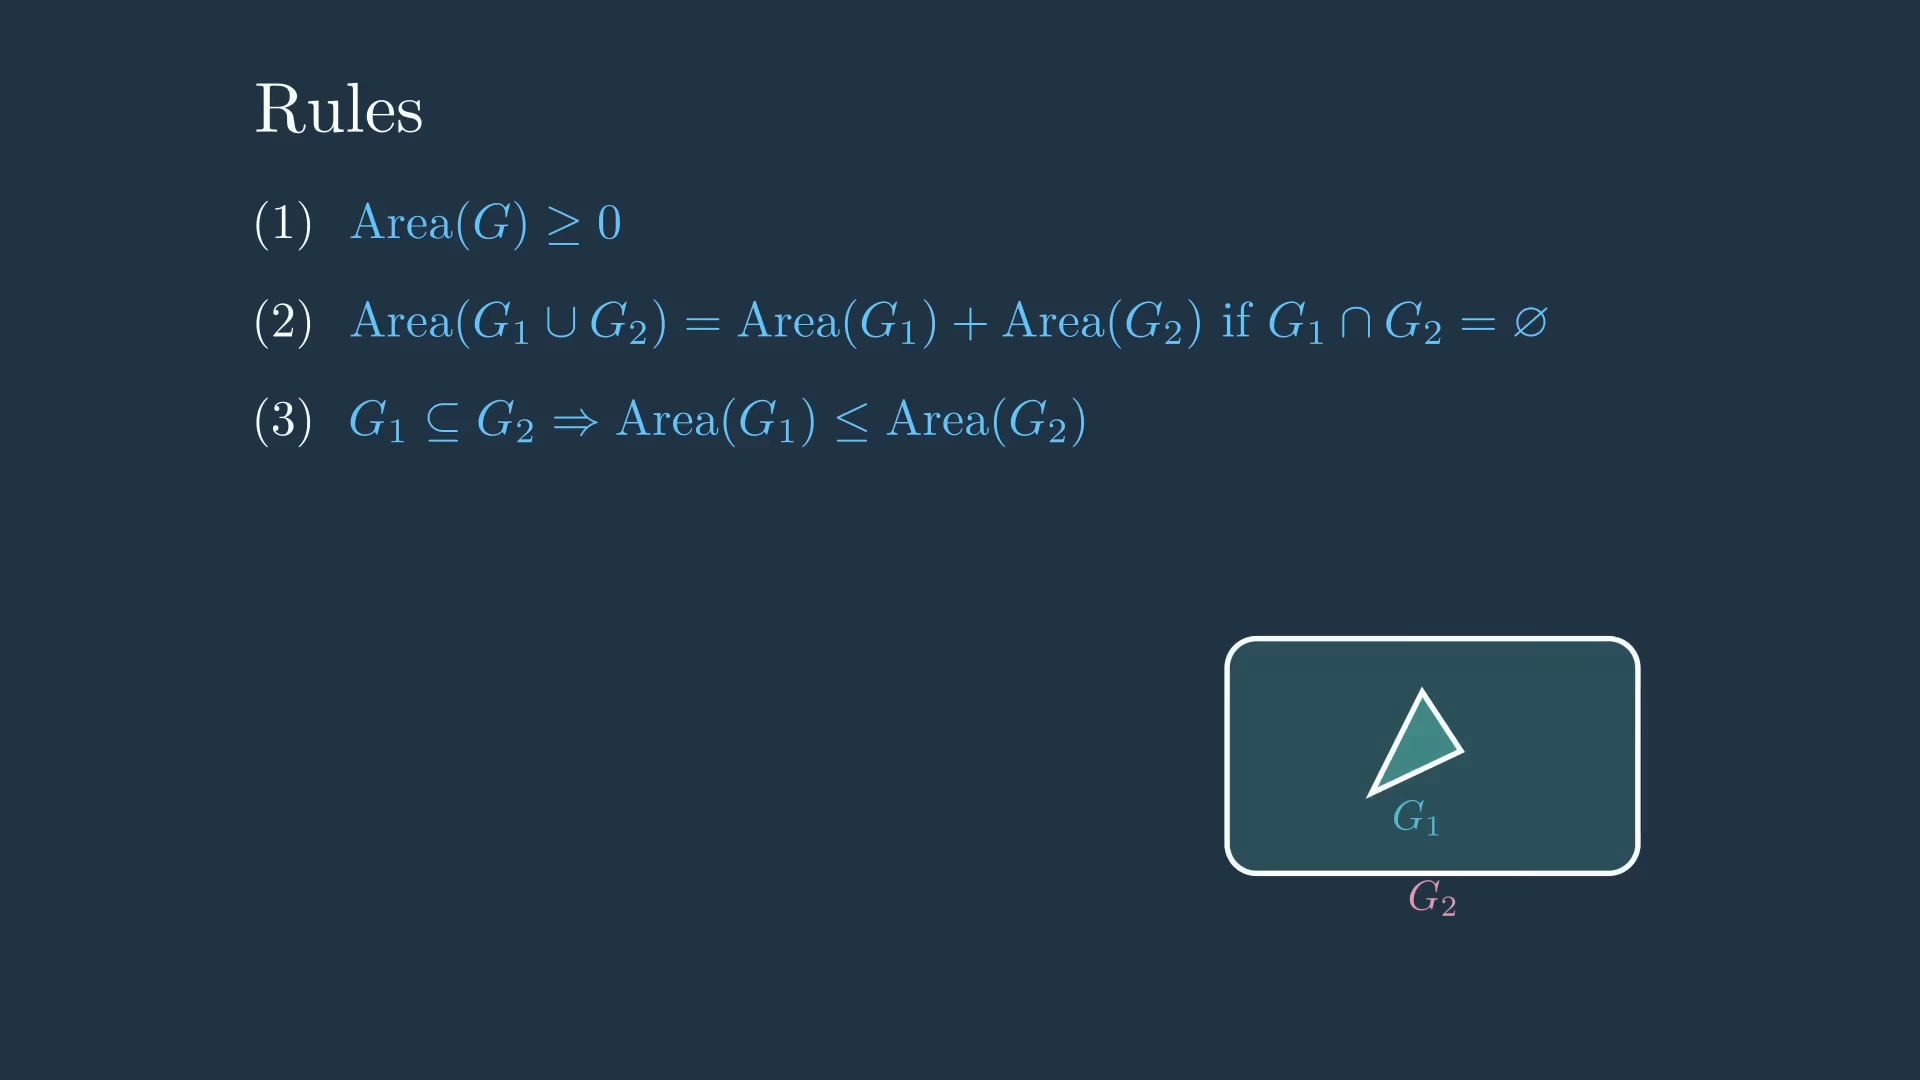 Rules
(1) Area(G) ≥ 0
(2) Area(G₁ ∪ G₂) = Area(G₁) + Area(G₂) if G₁ ∩ G₂ = ∅
(3) G₁ ⊆ G₂ ⇒ Area(G₁) ≤ Area(G₂)
G₁
G₂